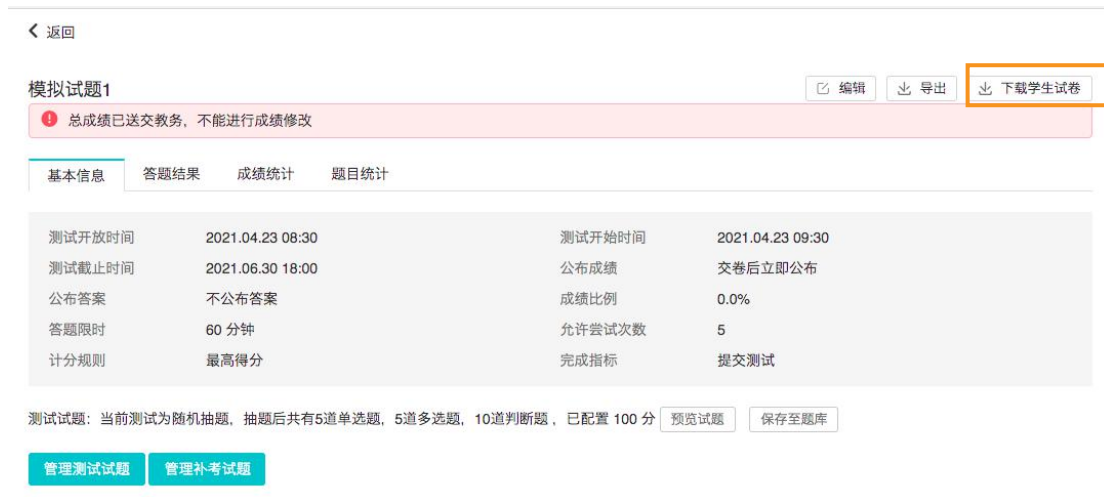 返回
模拟试题1 编辑 导出 下载学生试卷
总成绩已送交教务，不能进行成绩修改
基本信息 答题结果 成绩统计 题目统计
测试开放时间 2021.04.23 08:30 测试开始时间 2021.04.23 09:30
测试截止时间 2021.06.30 18:00 公布成绩 交卷后立即公布
公布答案 不公布答案 成绩比例 0.0%
答题限时 60 分钟 允许尝试次数 5
计分规则 最高得分 完成指标 提交测试
测试试题：当前测试为随机抽题，抽题后共有5道单选题，5道多选题，10道判断题 ，已配置 100 分 预览试题 保存至题库
管理测试试题 管理补考试题